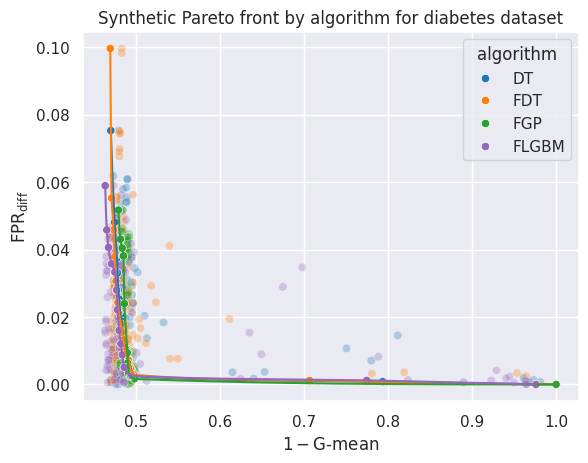 Synthetic Pareto front by algorithm for diabetes dataset
algorithm
DT
FDT
FGP
FLGBM
FPR_diff
0.10
0.08
0.06
0.04
0.02
0.00
0.5
0.6
0.7
0.8
0.9
1.0
1 − G-mean